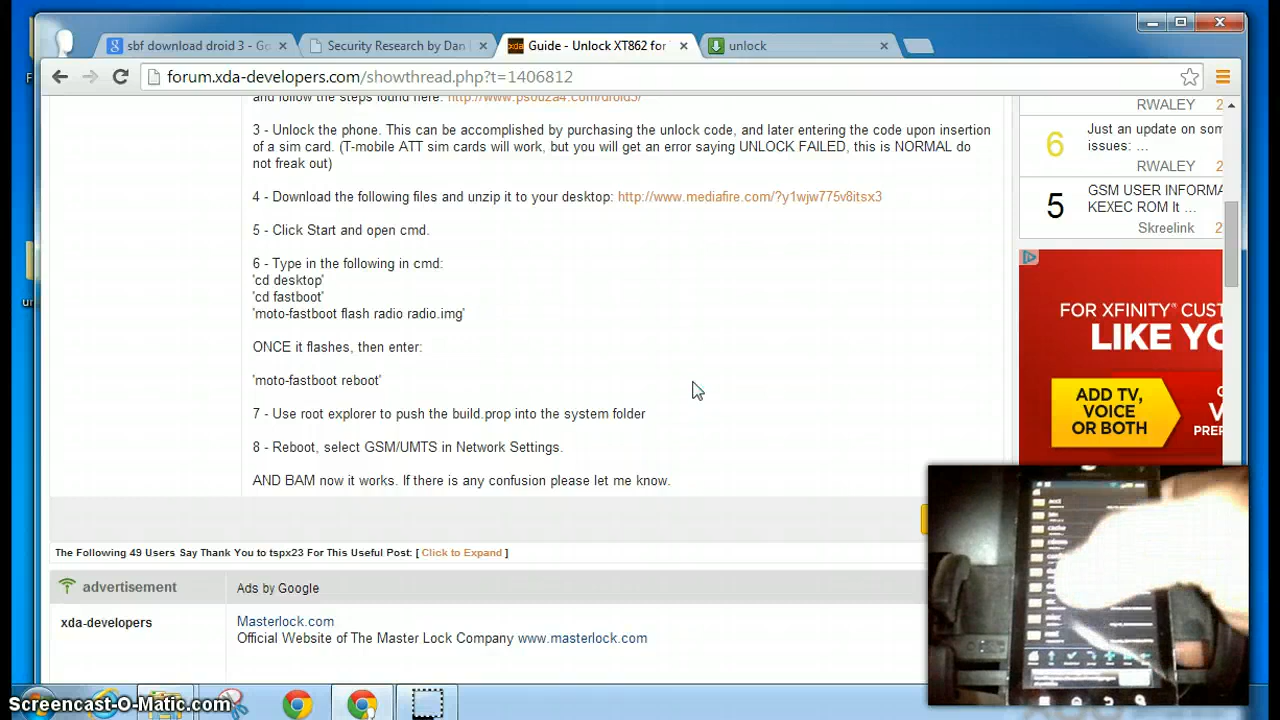 sbf download droid 3 - Go
Security Research by Dan
xda Guide - Unlock XT862 for
unlock
forum.xda-developers.com/showthread.php?t=1406812
and follow the steps found here: http://www.psouza4.com/droid3/
3 - Unlock the phone. This can be accomplished by purchasing the unlock code, and later entering the code upon insertion
of a sim card. (T-mobile ATT sim cards will work, but you will get an error saying UNLOCK FAILED, this is NORMAL do
not freak out)
4 - Download the following files and unzip it to your desktop: http://www.mediafire.com/?y1wjw775v8itsx3
5 - Click Start and open cmd.
6 - Type in the following in cmd:
'cd desktop'
'cd fastboot'
'moto-fastboot flash radio radio.img'
ONCE it flashes, then enter:
'moto-fastboot reboot'
7 - Use root explorer to push the build.prop into the system folder
8 - Reboot, select GSM/UMTS in Network Settings.
AND BAM now it works. If there is any confusion please let me know.
The Following 49 Users Say Thank You to tspx23 For This Useful Post: [ Click to Expand ]
advertisement
Ads by Google
xda-developers
Masterlock.com
Official Website of The Master Lock Company www.masterlock.com
RWALEY 2
6 Just an update on som
issues: …
RWALEY 2
5 GSM USER INFORMA
KEXEC ROM It …
Skreelink 2
FOR XFINITY CUST
LIKE YO
ADD TV,
VOICE
OR BOTH
PRE
Screencast-O-Matic.com